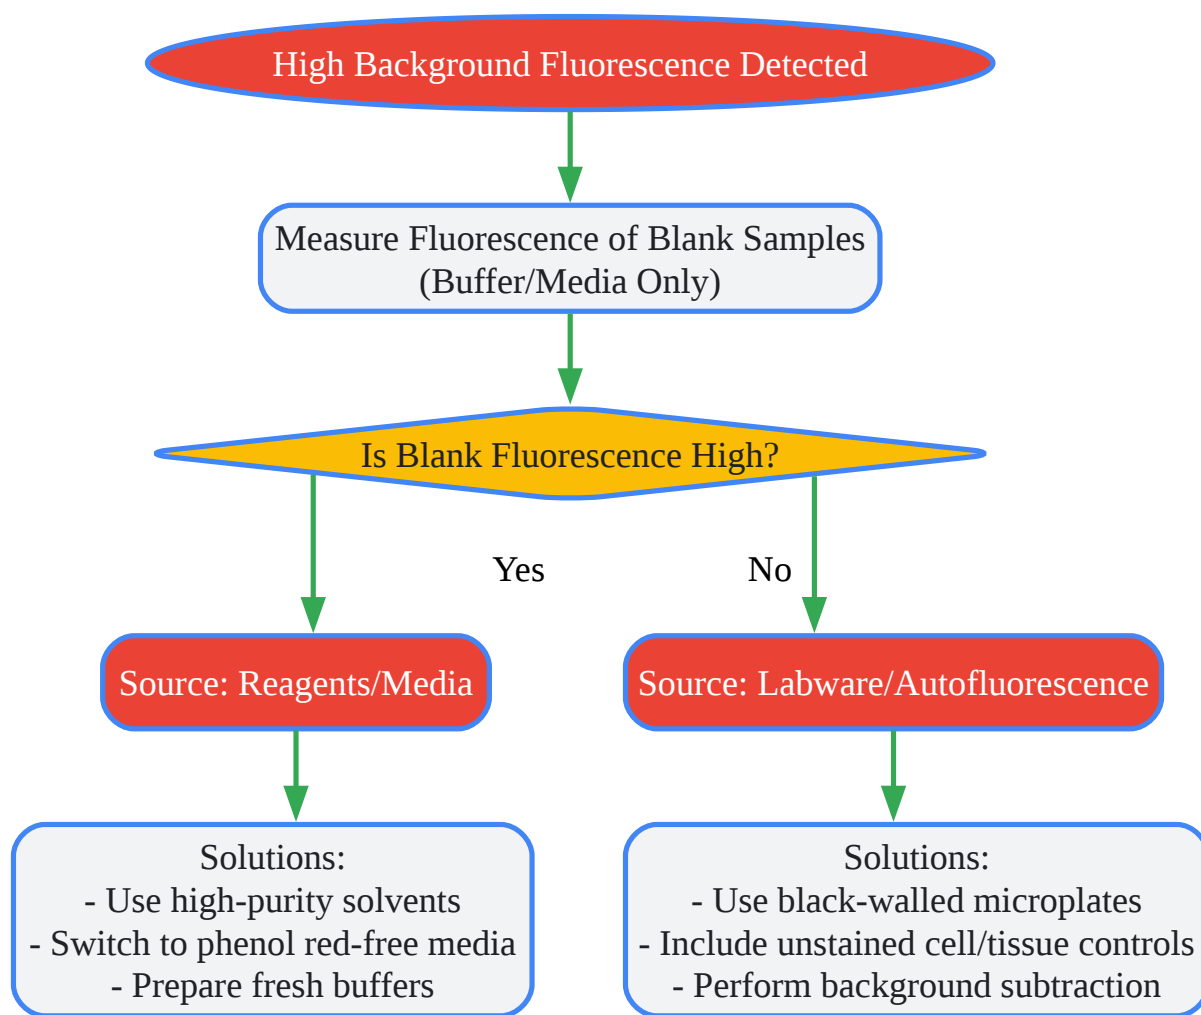 High Background Fluorescence Detected
Measure Fluorescence of Blank Samples
(Buffer/Media Only)
Is Blank Fluorescence High?
Yes
No
Source: Reagents/Media
Source: Labware/Autofluorescence
Solutions:
- Use high-purity solvents
- Switch to phenol red-free media
- Prepare fresh buffers
Solutions:
- Use black-walled microplates
- Include unstained cell/tissue controls
- Perform background subtraction